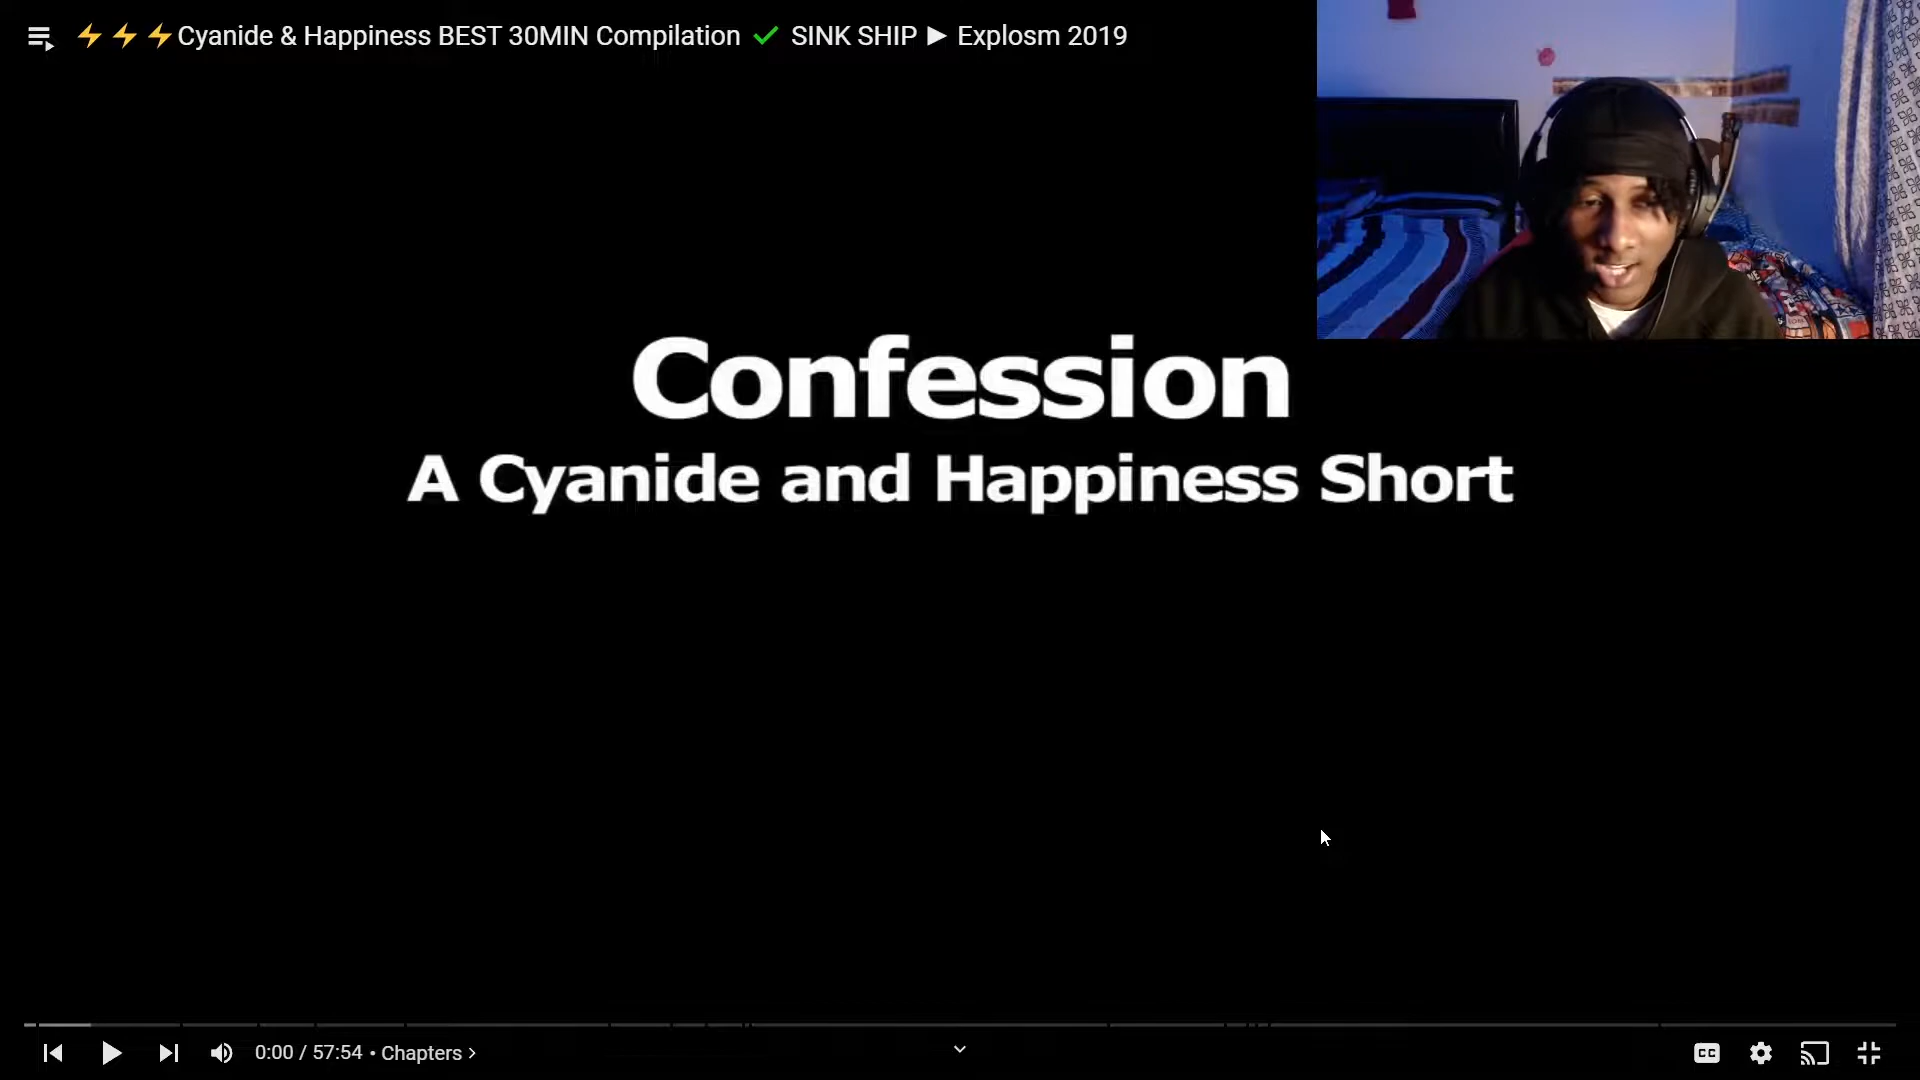 ⚡⚡⚡Cyanide & Happiness BEST 30MIN Compilation ✓ SINK SHIP ► Explosm 2019
Confession
A Cyanide and Happiness Short
0:00 / 57:54 • Chapters >
CC